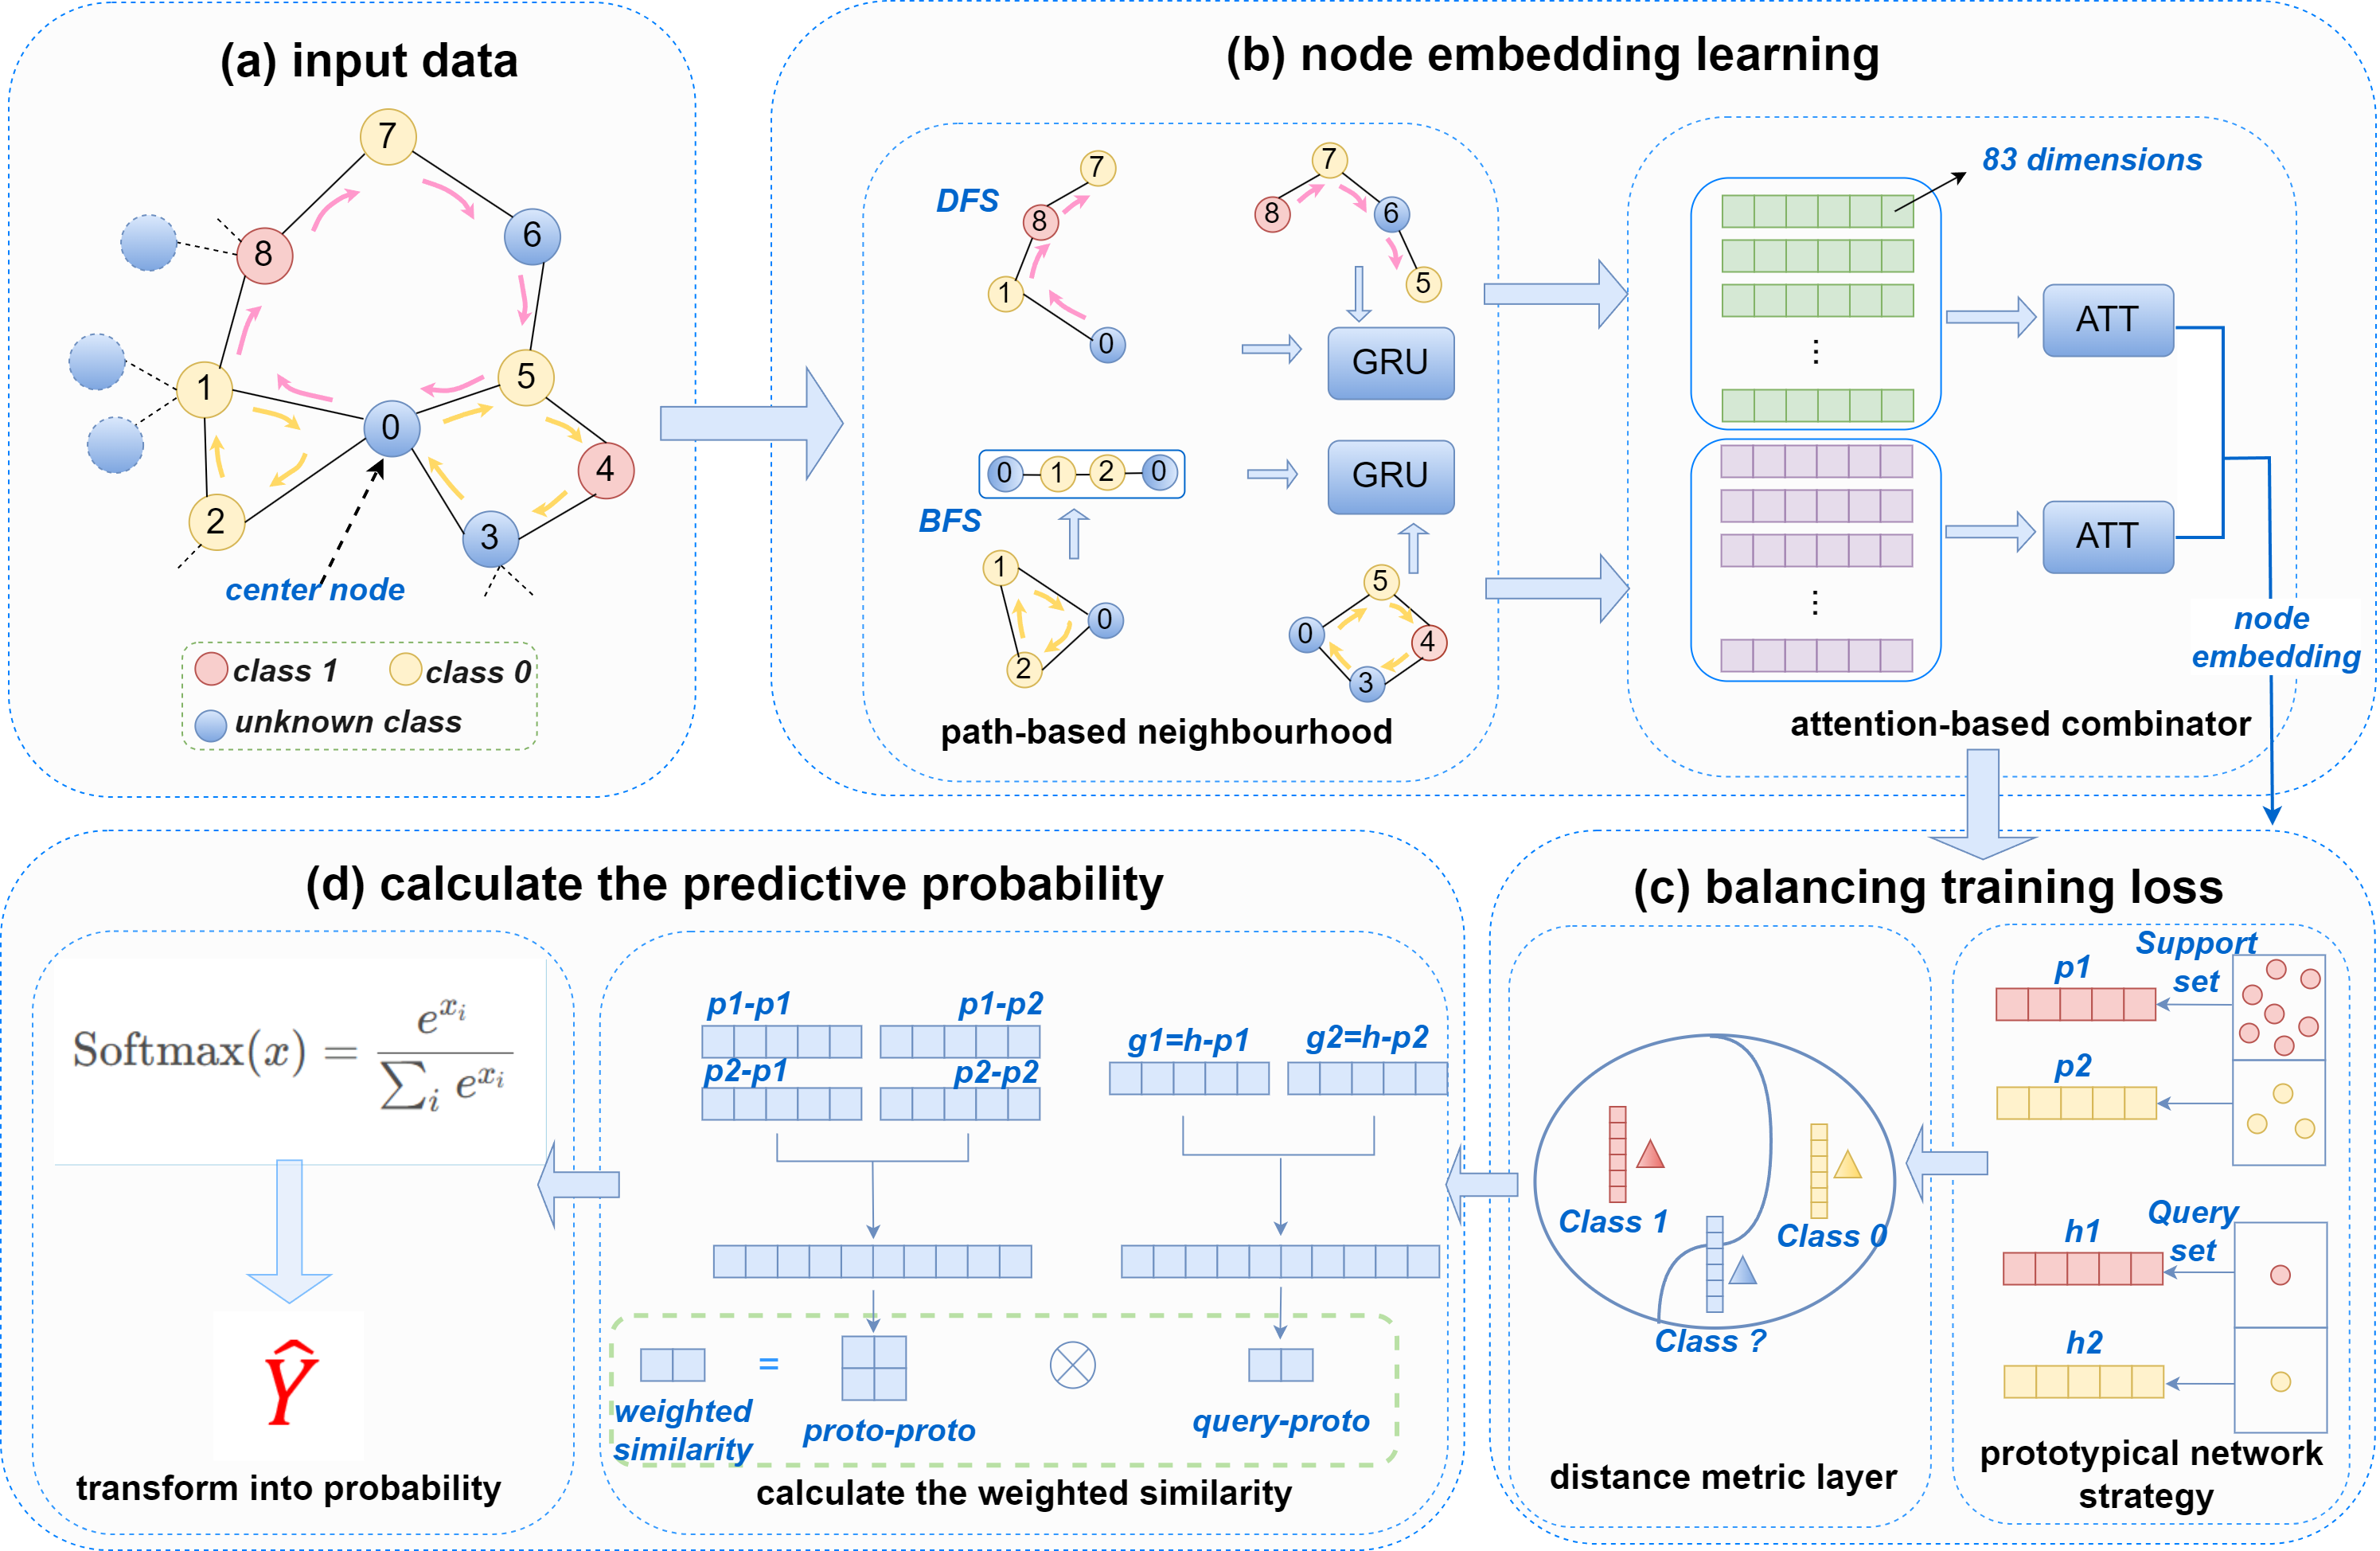 (a) input data
7
8
6
1
5
0
4
2
3
center node
class 1
class 0
unknown class
(b) node embedding learning
DFS
7
8
1
0
7
8
6
5
GRU
0
1
2
0
GRU
BFS
1
0
2
5
0
4
3
path-based neighbourhood
83 dimensions
...
ATT
...
ATT
node
embedding
attention-based combinator
(c) balancing training loss
Support
set
p1
p2
Query
set
h1
h2
prototypical network
strategy
Class 1
Class 0
Class ?
distance metric layer
(d) calculate the predictive probability
p1-p1
p1-p2
p2-p1
p2-p2
g1=h-p1
g2=h-p2
weighted
similarity
=
proto-proto
query-proto
calculate the weighted similarity
Softmax(x) = e^{x_i} / ∑_i e^{x_i}
Ŷ
transform into probability